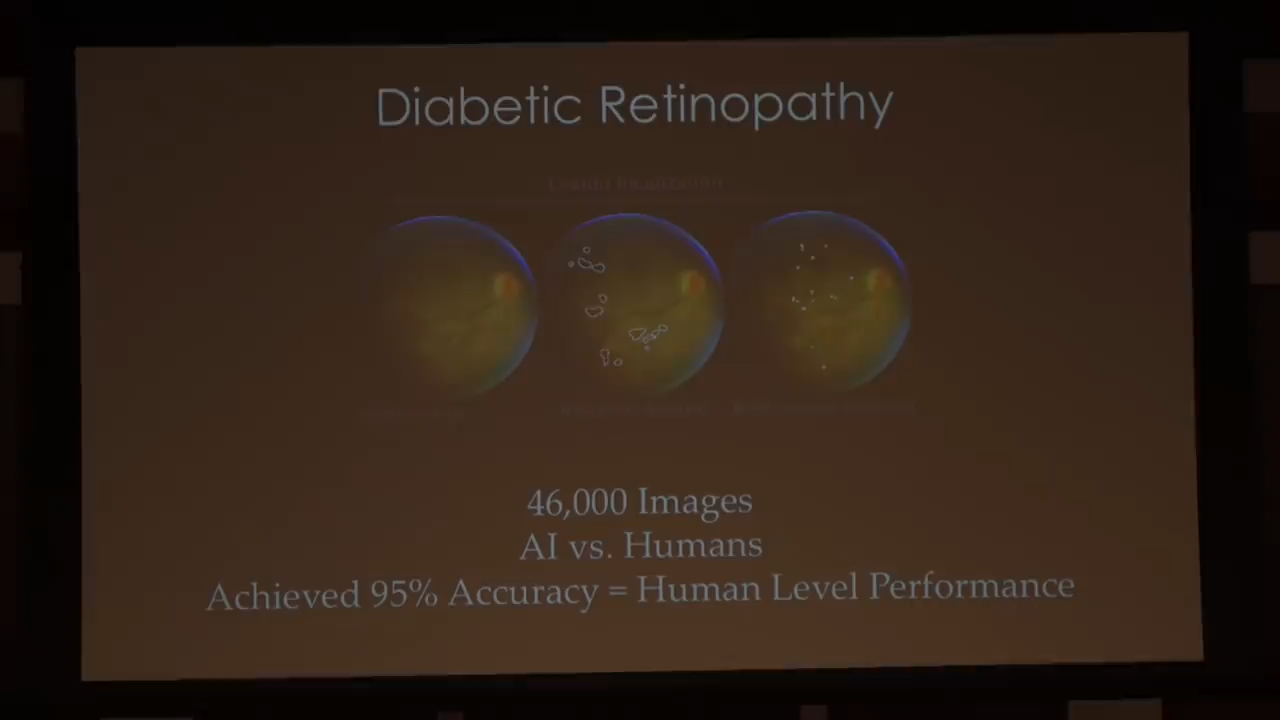 Diabetic Retinopathy
46,000 Images
AI vs. Humans
Achieved 95% Accuracy = Human Level Performance